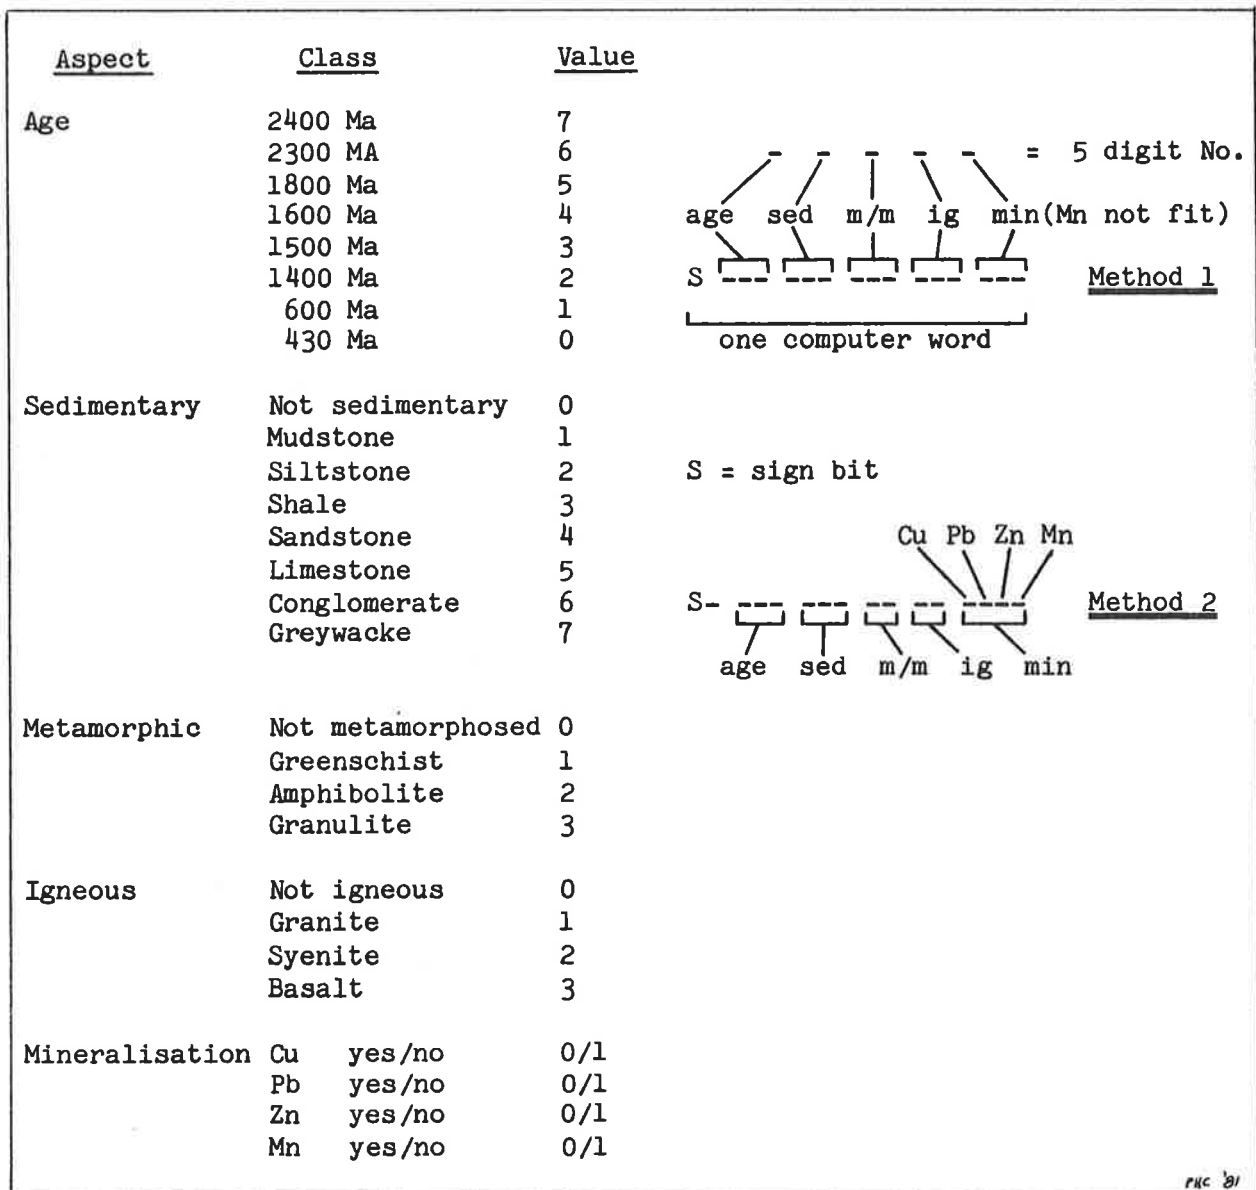 Aspect Class Value
Age 2400 Ma 7
2300 MA 6
1800 Ma 5
1600 Ma 4
1500 Ma 3
1400 Ma 2
600 Ma 1
430 Ma 0
Sedimentary Not sedimentary 0
Mudstone 1
Siltstone 2
Shale 3
Sandstone 4
Limestone 5
Conglomerate 6
Greywacke 7
Metamorphic Not metamorphosed 0
Greenschist 1
Amphibolite 2
Granulite 3
Igneous Not igneous 0
Granite 1
Syenite 2
Basalt 3
Mineralisation Cu yes/no 0/1
Pb yes/no 0/1
Zn yes/no 0/1
Mn yes/no 0/1
- - - - - = 5 digit No.
age sed m/m ig min(Mn not fit)
S --- --- --- --- --- Method 1
one computer word
S = sign bit
Cu Pb Zn Mn
S- --- --- -- -- ---- Method 2
age sed m/m ig min
PKC '81